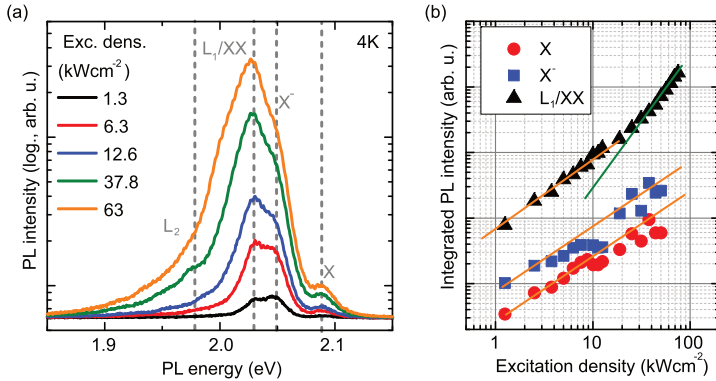 (a)
Exc. dens.
(kWcm⁻²)
1.3
6.3
12.6
37.8
63
L₁/XX
X⁻
4K
L₂
X
PL intensity (log., arb. u.)
1.9
2.0
2.1
PL energy (eV)
(b)
X
X⁻
L₁/XX
Integrated PL intensity (arb. u.)
1
10
100
Excitation density (kWcm⁻²)